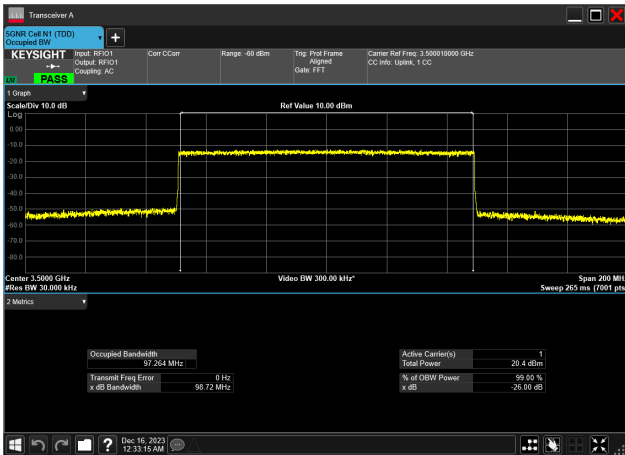 Transceiver A
5GNR Cell N1 (TDD)
Occupied BW
KEYSIGHT
LNI
PASS
Input: RFIO1
Output: RFIO1
Coupling: AC
Corr CCorr
Range: -60 dBm
Trig: Prot Frame
Aligned
Gate: FFT
Carrier Ref Freq: 3.500010000 GHz
CC Info: Uplink, 1 CC
1 Graph
Scale/Div 10.0 dB
Ref Value 10.00 dBm
Log
0.00
-10.0
-20.0
-30.0
-40.0
-50.0
-60.0
-70.0
-80.0
Center 3.5000 GHz
Video BW 300.00 kHz*
Span 200 MHz
#Res BW 30.000 kHz
Sweep 265 ms (7001 pts
2 Metrics
Occupied Bandwidth
97.264 MHz
Transmit Freq Error 0 Hz
x dB Bandwidth 98.72 MHz
Active Carrier(s) 1
Total Power 20.4 dBm
% of OBW Power 99.00 %
x dB -26.00 dB
Dec 16, 2023
12:33:15 AM